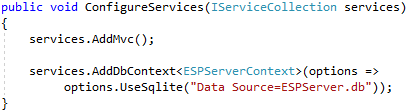 public void ConfigureServices(IServiceCollection services)
{
services.AddMvc();
services.AddDbContext<ESPServerContext>(options =>
options.UseSqlite("Data Source=ESPServer.db"));
}